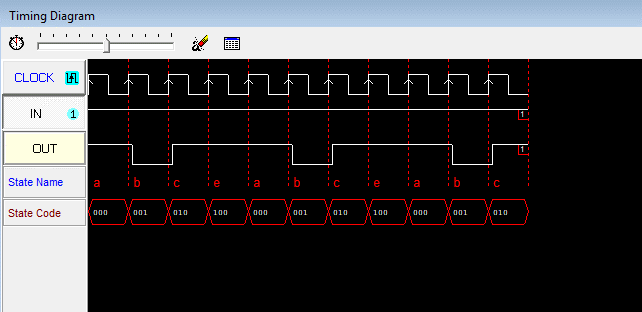 Timing Diagram
CLOCK
IN 1 1
OUT 1
State Name a b c e a b c e a b c
State Code 000 001 010 100 000 001 010 100 000 001 010